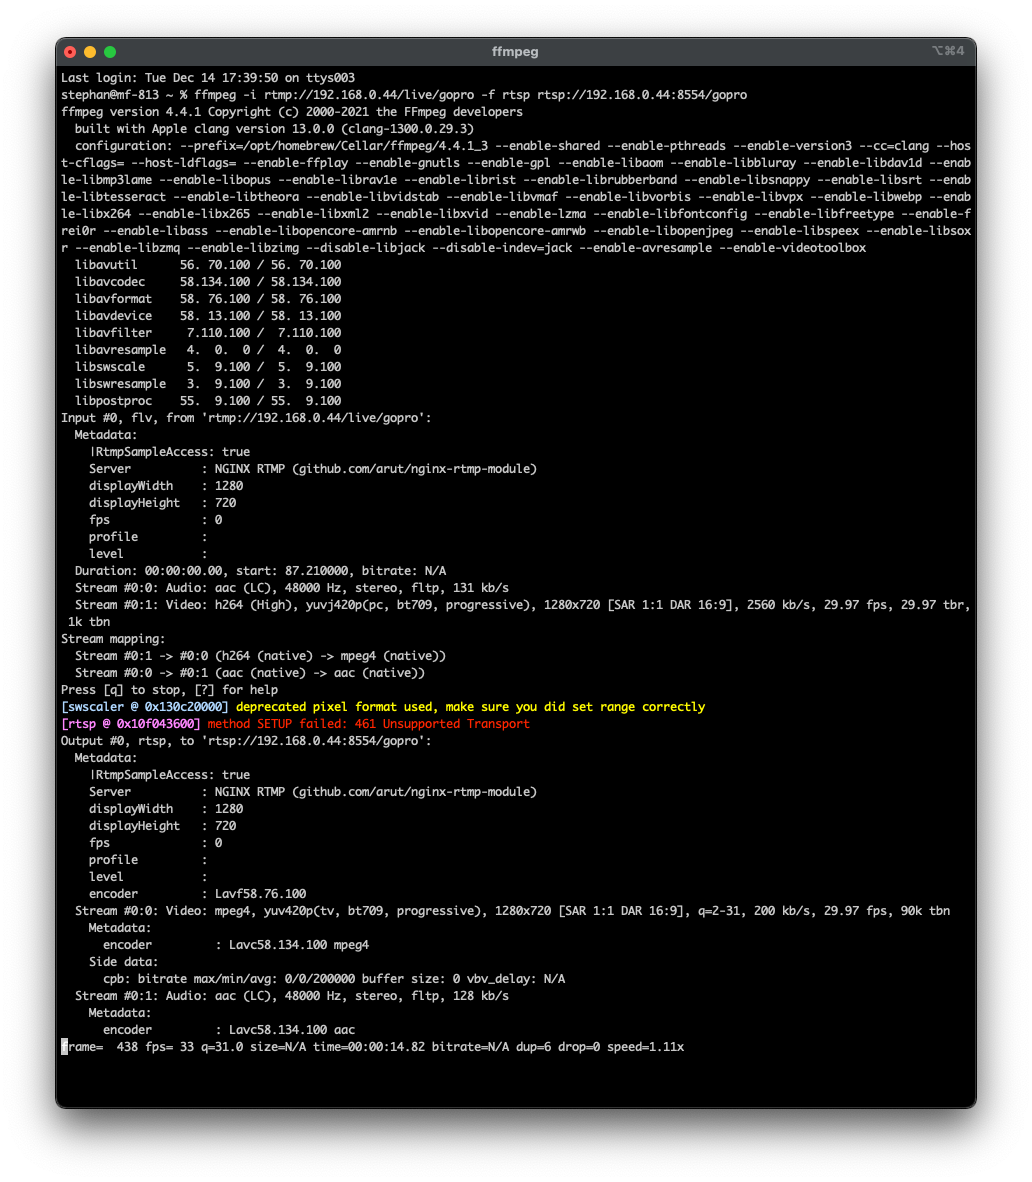 ffmpeg
⌥⌘4
Last login: Tue Dec 14 17:39:50 on ttys003
stephan@mf-813 ~ % ffmpeg -i rtmp://192.168.0.44/live/gopro -f rtsp rtsp://192.168.0.44:8554/gopro
ffmpeg version 4.4.1 Copyright (c) 2000-2021 the FFmpeg developers
  built with Apple clang version 13.0.0 (clang-1300.0.29.3)
  configuration: --prefix=/opt/homebrew/Cellar/ffmpeg/4.4.1_3 --enable-shared --enable-pthreads --enable-version3 --cc=clang --hos
t-cflags= --host-ldflags= --enable-ffplay --enable-gnutls --enable-gpl --enable-libaom --enable-libbluray --enable-libdav1d --enab
le-libmp3lame --enable-libopus --enable-librav1e --enable-librist --enable-librubberband --enable-libsnappy --enable-libsrt --enab
le-libtesseract --enable-libtheora --enable-libvidstab --enable-libvmaf --enable-libvorbis --enable-libvpx --enable-libwebp --enab
le-libx264 --enable-libx265 --enable-libxml2 --enable-libxvid --enable-lzma --enable-libfontconfig --enable-libfreetype --enable-f
rei0r --enable-libass --enable-libopencore-amrnb --enable-libopencore-amrwb --enable-libopenjpeg --enable-libspeex --enable-libsox
r --enable-libzmq --enable-libzimg --disable-libjack --disable-indev=jack --enable-avresample --enable-videotoolbox
  libavutil      56. 70.100 / 56. 70.100
  libavcodec     58.134.100 / 58.134.100
  libavformat    58. 76.100 / 58. 76.100
  libavdevice    58. 13.100 / 58. 13.100
  libavfilter     7.110.100 /  7.110.100
  libavresample   4.  0.  0 /  4.  0.  0
  libswscale      5.  9.100 /  5.  9.100
  libswresample   3.  9.100 /  3.  9.100
  libpostproc    55.  9.100 / 55.  9.100
Input #0, flv, from 'rtmp://192.168.0.44/live/gopro':
  Metadata:
    |RtmpSampleAccess: true
    Server          : NGINX RTMP (github.com/arut/nginx-rtmp-module)
    displayWidth    : 1280
    displayHeight   : 720
    fps             : 0
    profile         :
    level           :
  Duration: 00:00:00.00, start: 87.210000, bitrate: N/A
  Stream #0:0: Audio: aac (LC), 48000 Hz, stereo, fltp, 131 kb/s
  Stream #0:1: Video: h264 (High), yuvj420p(pc, bt709, progressive), 1280x720 [SAR 1:1 DAR 16:9], 2560 kb/s, 29.97 fps, 29.97 tbr,
 1k tbn
Stream mapping:
  Stream #0:1 -> #0:0 (h264 (native) -> mpeg4 (native))
  Stream #0:0 -> #0:1 (aac (native) -> aac (native))
Press [q] to stop, [?] for help
[swscaler @ 0x130c20000] deprecated pixel format used, make sure you did set range correctly
[rtsp @ 0x10f043600] method SETUP failed: 461 Unsupported Transport
Output #0, rtsp, to 'rtsp://192.168.0.44:8554/gopro':
  Metadata:
    |RtmpSampleAccess: true
    Server          : NGINX RTMP (github.com/arut/nginx-rtmp-module)
    displayWidth    : 1280
    displayHeight   : 720
    fps             : 0
    profile         :
    level           :
    encoder         : Lavf58.76.100
  Stream #0:0: Video: mpeg4, yuv420p(tv, bt709, progressive), 1280x720 [SAR 1:1 DAR 16:9], q=2-31, 200 kb/s, 29.97 fps, 90k tbn
    Metadata:
      encoder         : Lavc58.134.100 mpeg4
    Side data:
      cpb: bitrate max/min/avg: 0/0/200000 buffer size: 0 vbv_delay: N/A
  Stream #0:1: Audio: aac (LC), 48000 Hz, stereo, fltp, 128 kb/s
    Metadata:
      encoder         : Lavc58.134.100 aac
frame=  438 fps= 33 q=31.0 size=N/A time=00:00:14.82 bitrate=N/A dup=6 drop=0 speed=1.11x